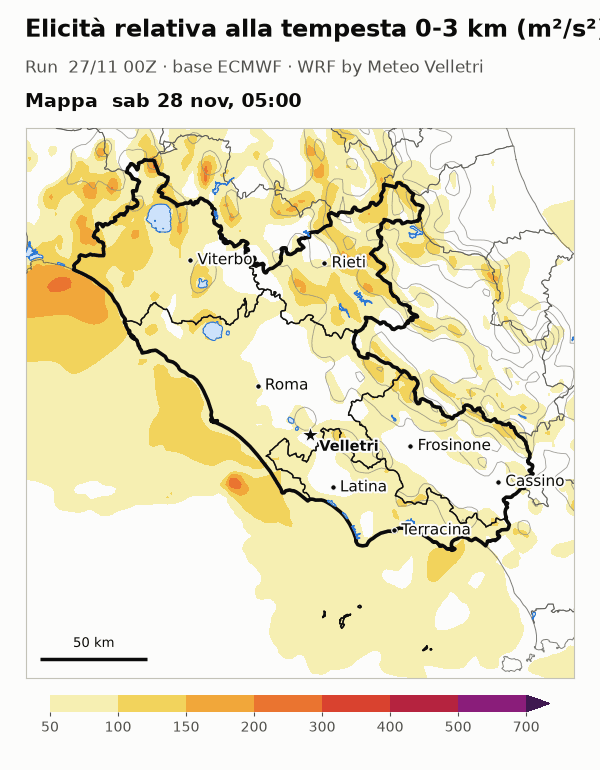 Elicità relativa alla tempesta 0-3 km (m²/s²)
Run  27/11 00Z · base ECMWF · WRF by Meteo Velletri
Mappa  sab 28 nov, 05:00
Viterbo
Rieti
Roma
Velletri
Frosinone
Cassino
Latina
Terracina
50 km
50 100 150 200 300 400 500 700